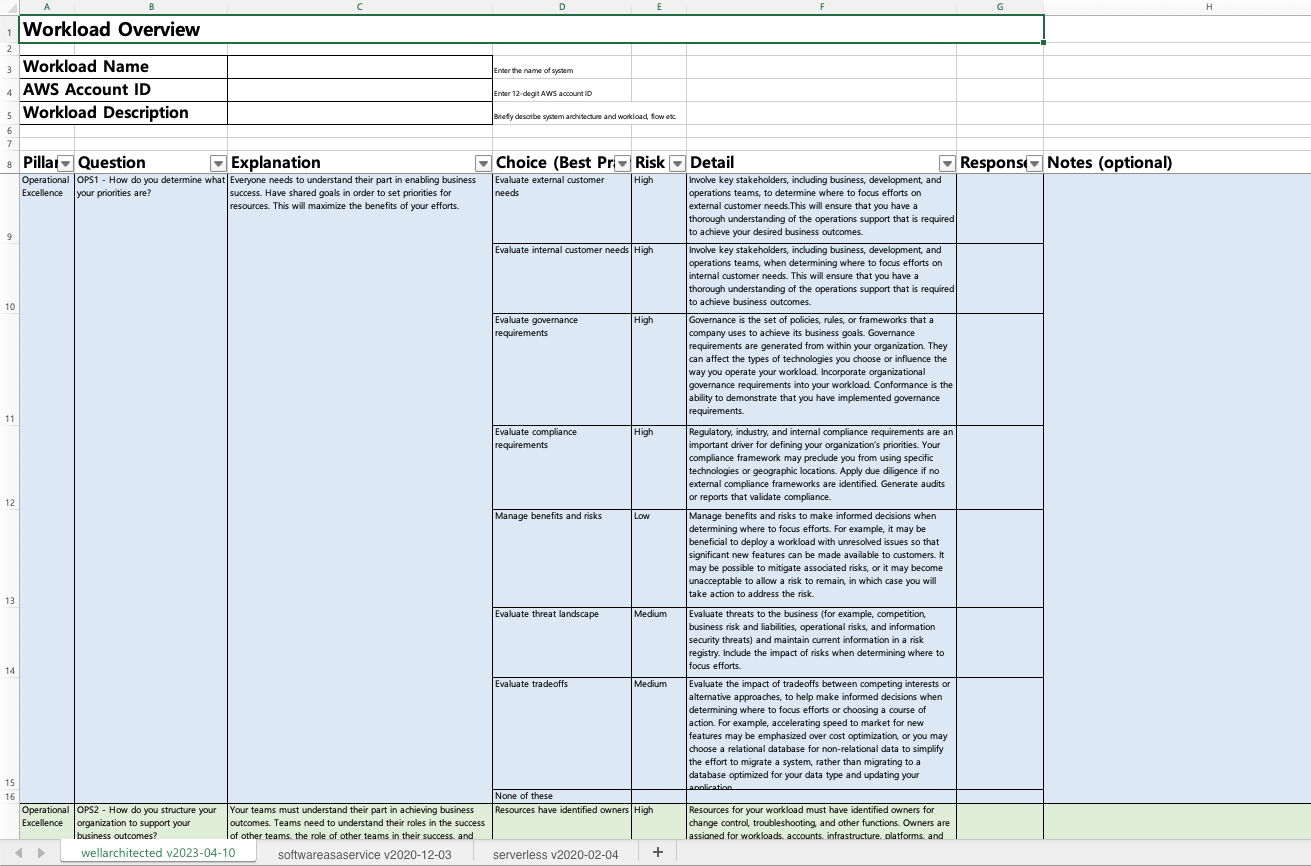 A B C D E F G H
1 Workload Overview
2
3 Workload Name Enter the name of system
4 AWS Account ID Enter 12-degit AWS account ID
5 Workload Description Briefly describe system architecture and workload, flow etc.
6
7
8 Pillar Question Explanation Choice (Best Pr Risk Detail Response Notes (optional)
Operational
Excellence
OPS1 - How do you determine what
your priorities are?
Everyone needs to understand their part in enabling business
success. Have shared goals in order to set priorities for
resources. This will maximize the benefits of your efforts.
Evaluate external customer
needs
High
Involve key stakeholders, including business, development, and
operations teams, to determine where to focus efforts on
external customer needs.This will ensure that you have a
thorough understanding of the operations support that is required
to achieve your desired business outcomes.
9
Evaluate internal customer needs
High
Involve key stakeholders, including business, development, and
operations teams, when determining where to focus efforts on
internal customer needs. This will ensure that you have a
thorough understanding of the operations support that is required
to achieve business outcomes.
10
Evaluate governance
requirements
High
Governance is the set of policies, rules, or frameworks that a
company uses to achieve its business goals. Governance
requirements are generated from within your organization. They
can affect the types of technologies you choose or influence the
way you operate your workload. Incorporate organizational
governance requirements into your workload. Conformance is the
ability to demonstrate that you have implemented governance
requirements.
11
Evaluate compliance
requirements
High
Regulatory, industry, and internal compliance requirements are an
important driver for defining your organization's priorities. Your
compliance framework may preclude you from using specific
technologies or geographic locations. Apply due diligence if no
external compliance frameworks are identified. Generate audits
or reports that validate compliance.
12
Manage benefits and risks
Low
Manage benefits and risks to make informed decisions when
determining where to focus efforts. For example, it may be
beneficial to deploy a workload with unresolved issues so that
significant new features can be made available to customers. It
may be possible to mitigate associated risks, or it may become
unacceptable to allow a risk to remain, in which case you will
take action to address the risk.
13
Evaluate threat landscape
Medium
Evaluate threats to the business (for example, competition,
business risk and liabilities, operational risks, and information
security threats) and maintain current information in a risk
registry. Include the impact of risks when determining where to
focus efforts.
14
Evaluate tradeoffs
Medium
Evaluate the impact of tradeoffs between competing interests or
alternative approaches, to help make informed decisions when
determining where to focus efforts or choosing a course of
action. For example, accelerating speed to market for new
features may be emphasized over cost optimization, or you may
choose a relational database for non-relational data to simplify
the effort to migrate a system, rather than migrating to a
database optimized for your data type and updating your
application.
15
16 None of these
Operational
Excellence
OPS2 - How do you structure your
organization to support your
business outcomes?
Your teams must understand their part in achieving business
outcomes. Teams need to understand their roles in the success
of other teams, the role of other teams in their success, and
Resources have identified owners
High
Resources for your workload must have identified owners for
change control, troubleshooting, and other functions. Owners are
assigned for workloads, accounts, infrastructure, platforms, and
wellarchitected v2023-04-10 softwareasaservice v2020-12-03 serverless v2020-02-04 +